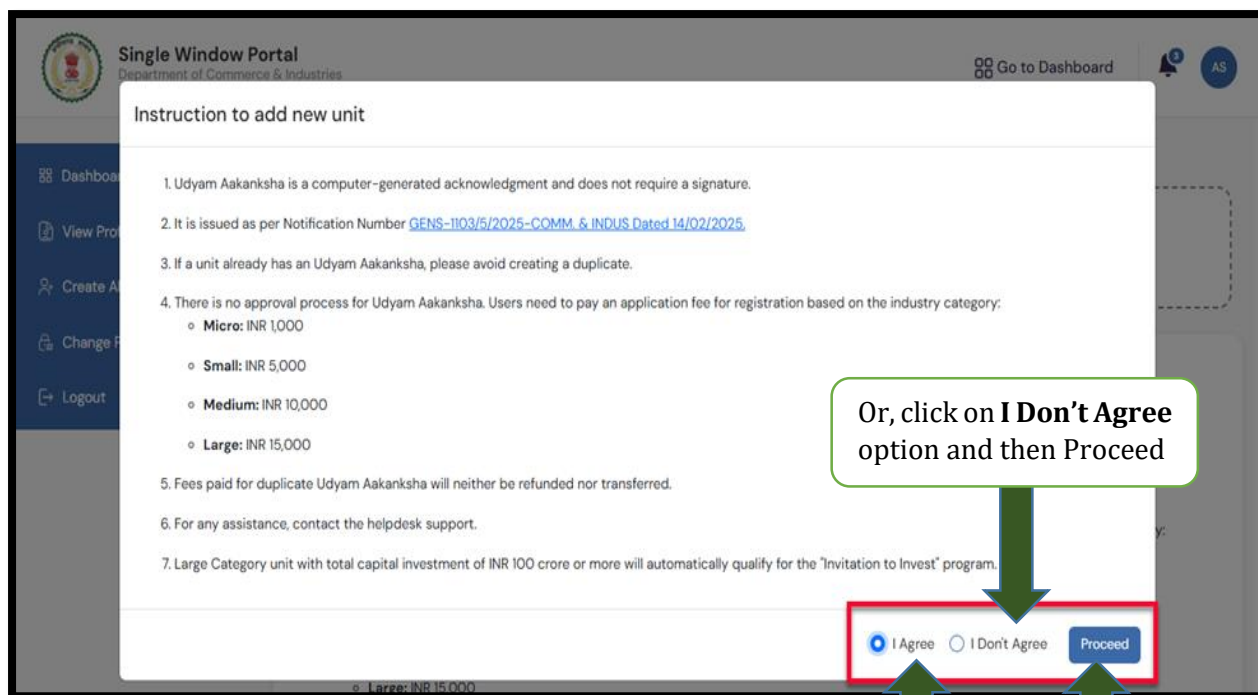 Single Window Portal
Department of Commerce & Industries
Go to Dashboard
3
AS
Instruction to add new unit
Dashboa
View Prof
Create Al
Change P
Logout
1. Udyam Aakanksha is a computer-generated acknowledgment and does not require a signature.
2. It is issued as per Notification Number GENS-1103/5/2025-COMM. & INDUS Dated 14/02/2025.
3. If a unit already has an Udyam Aakanksha, please avoid creating a duplicate.
4. There is no approval process for Udyam Aakanksha. Users need to pay an application fee for registration based on the industry category:
Micro: INR 1,000
Small: INR 5,000
Medium: INR 10,000
Large: INR 15,000
Or, click on I Don’t Agree
option and then Proceed
5. Fees paid for duplicate Udyam Aakanksha will neither be refunded nor transferred.
6. For any assistance, contact the helpdesk support.
y:
7. Large Category unit with total capital investment of INR 100 crore or more will automatically qualify for the "Invitation to Invest" program.
I Agree I Don't Agree Proceed
Large: INR 15,000